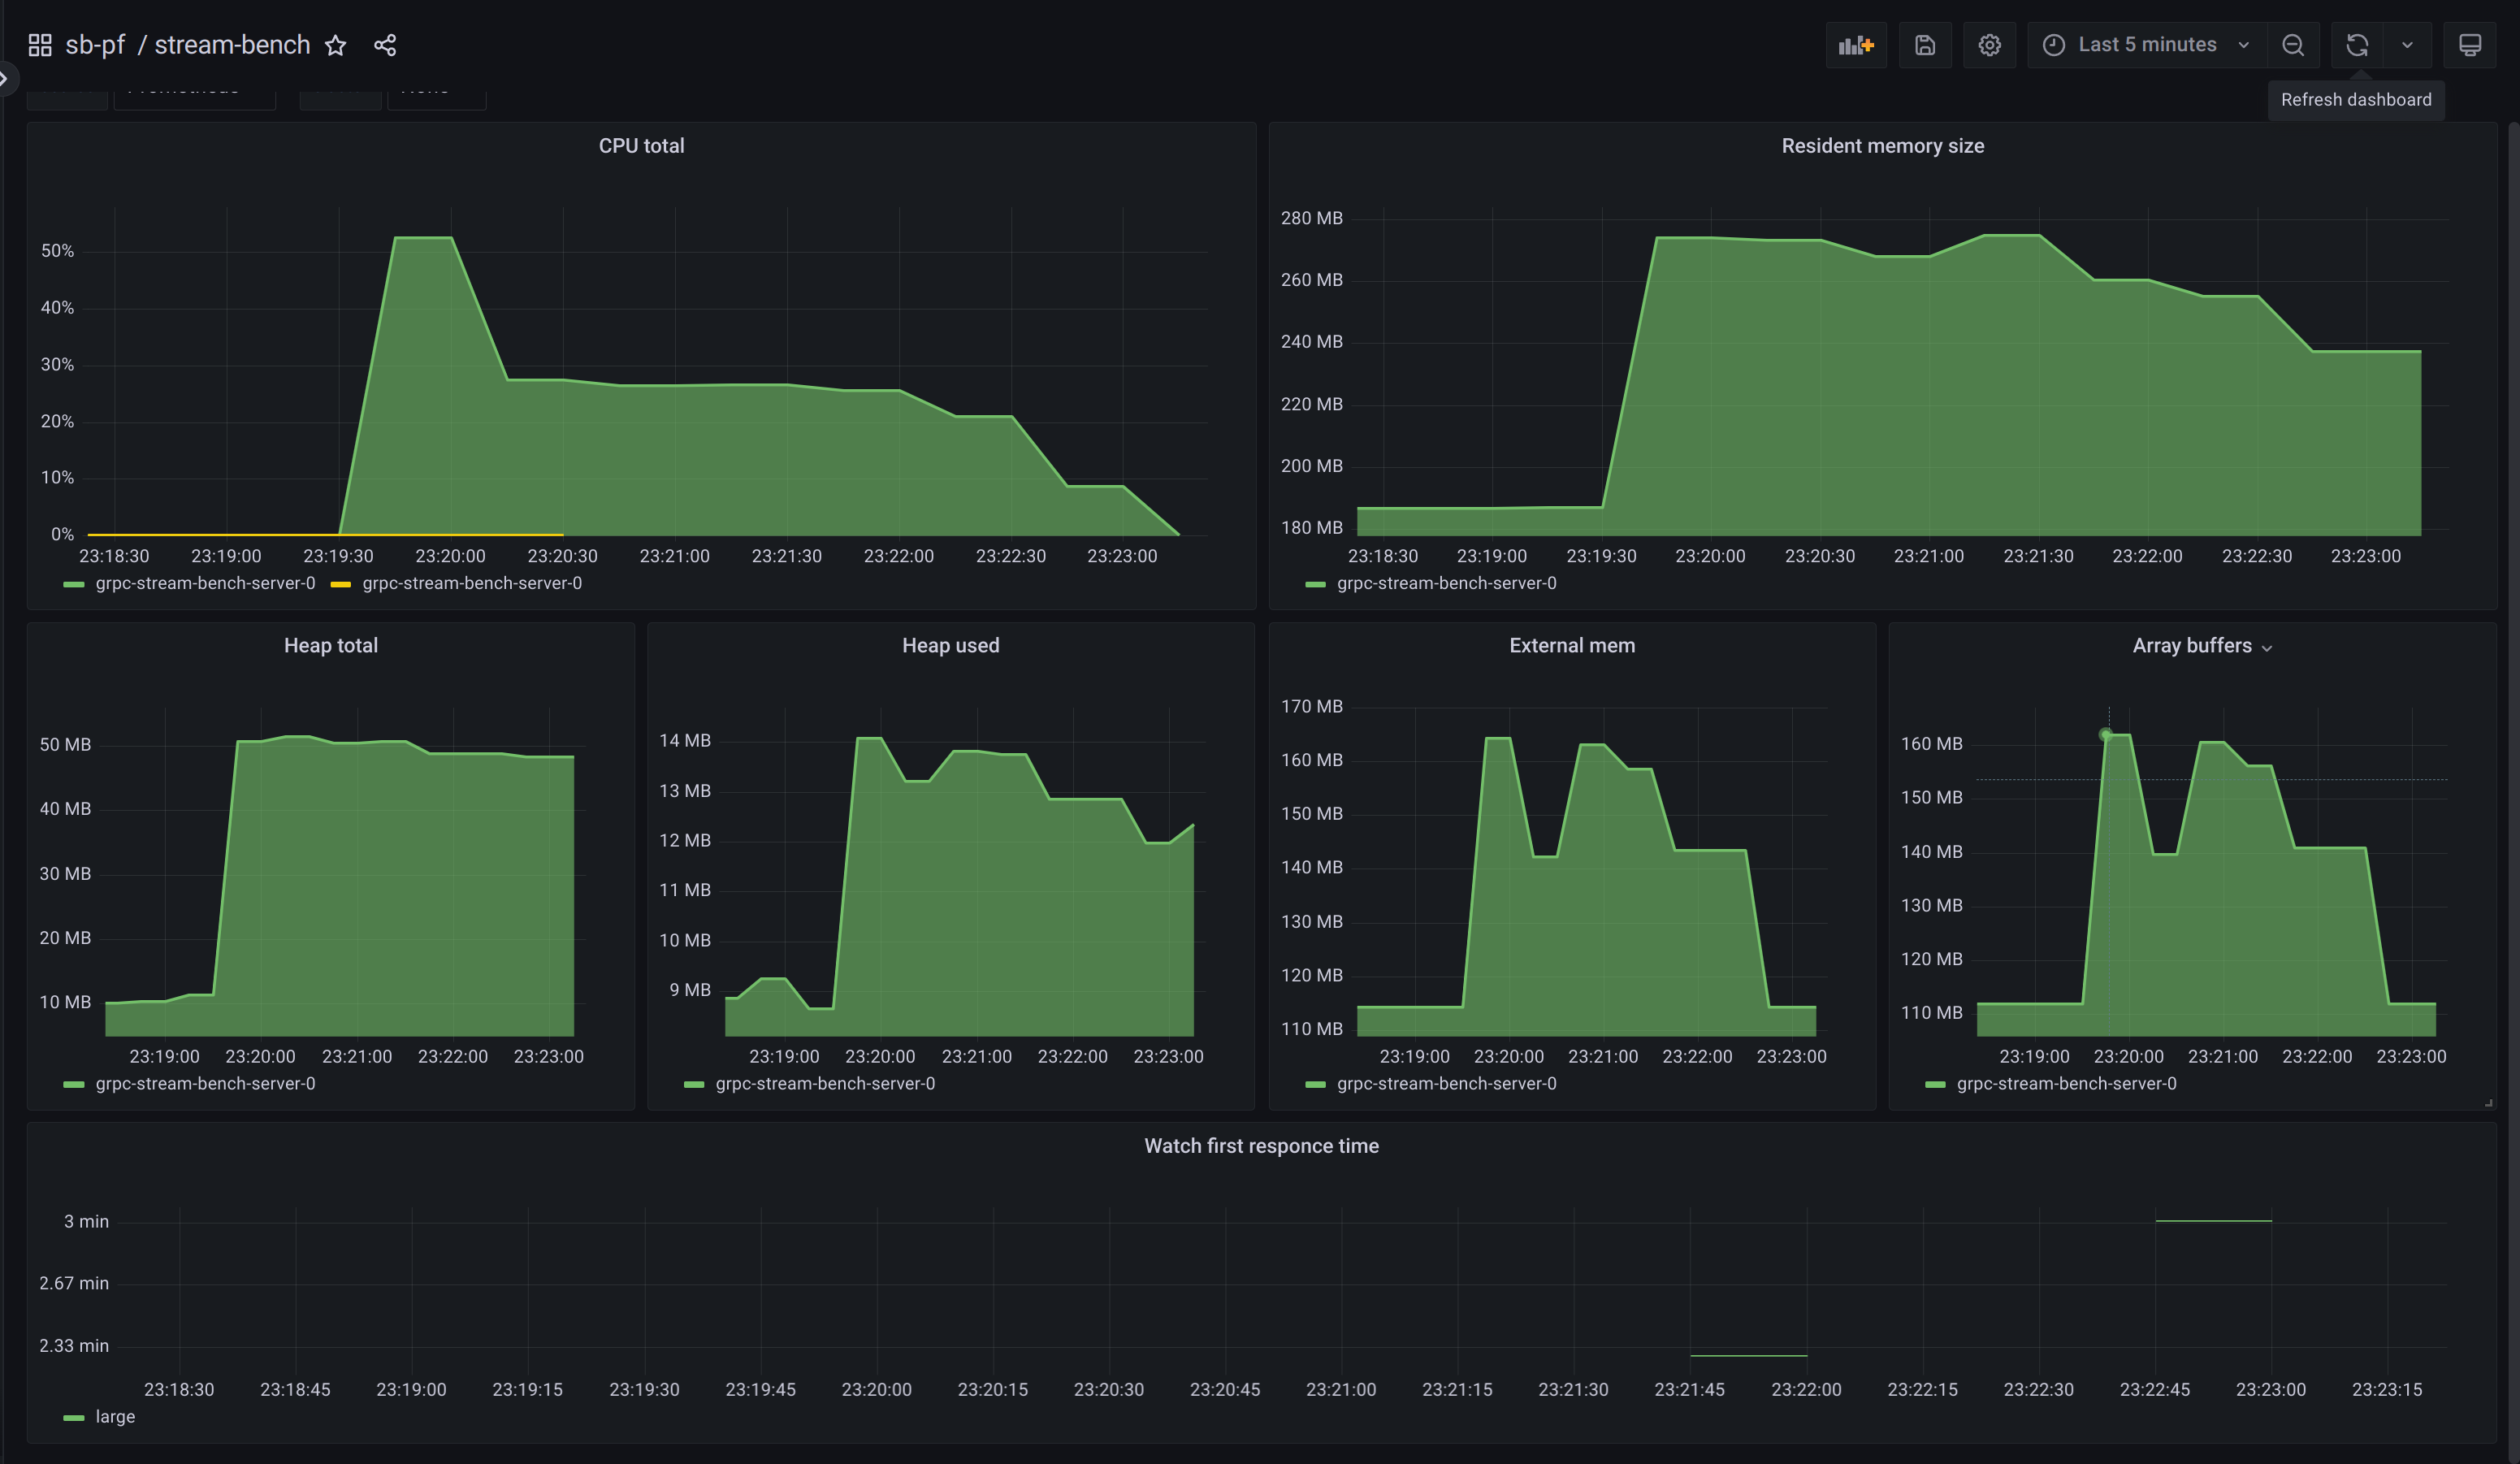 sb-pf / stream-bench
Last 5 minutes
Refresh dashboard
CPU total
50%
40%
30%
20%
10%
0%
23:18:30 23:19:00 23:19:30 23:20:00 23:20:30 23:21:00 23:21:30 23:22:00 23:22:30 23:23:00
grpc-stream-bench-server-0 grpc-stream-bench-server-0
Resident memory size
280 MB
260 MB
240 MB
220 MB
200 MB
180 MB
23:18:30 23:19:00 23:19:30 23:20:00 23:20:30 23:21:00 23:21:30 23:22:00 23:22:30 23:23:00
grpc-stream-bench-server-0
Heap total
50 MB
40 MB
30 MB
20 MB
10 MB
23:19:00 23:20:00 23:21:00 23:22:00 23:23:00
grpc-stream-bench-server-0
Heap used
14 MB
13 MB
12 MB
11 MB
10 MB
9 MB
23:19:00 23:20:00 23:21:00 23:22:00 23:23:00
grpc-stream-bench-server-0
External mem
170 MB
160 MB
150 MB
140 MB
130 MB
120 MB
110 MB
23:19:00 23:20:00 23:21:00 23:22:00 23:23:00
grpc-stream-bench-server-0
Array buffers
160 MB
150 MB
140 MB
130 MB
120 MB
110 MB
23:19:00 23:20:00 23:21:00 23:22:00 23:23:00
grpc-stream-bench-server-0
Watch first responce time
3 min
2.67 min
2.33 min
23:18:30 23:18:45 23:19:00 23:19:15 23:19:30 23:19:45 23:20:00 23:20:15 23:20:30 23:20:45 23:21:00 23:21:15 23:21:30 23:21:45 23:22:00 23:22:15 23:22:30 23:22:45 23:23:00 23:23:15
large